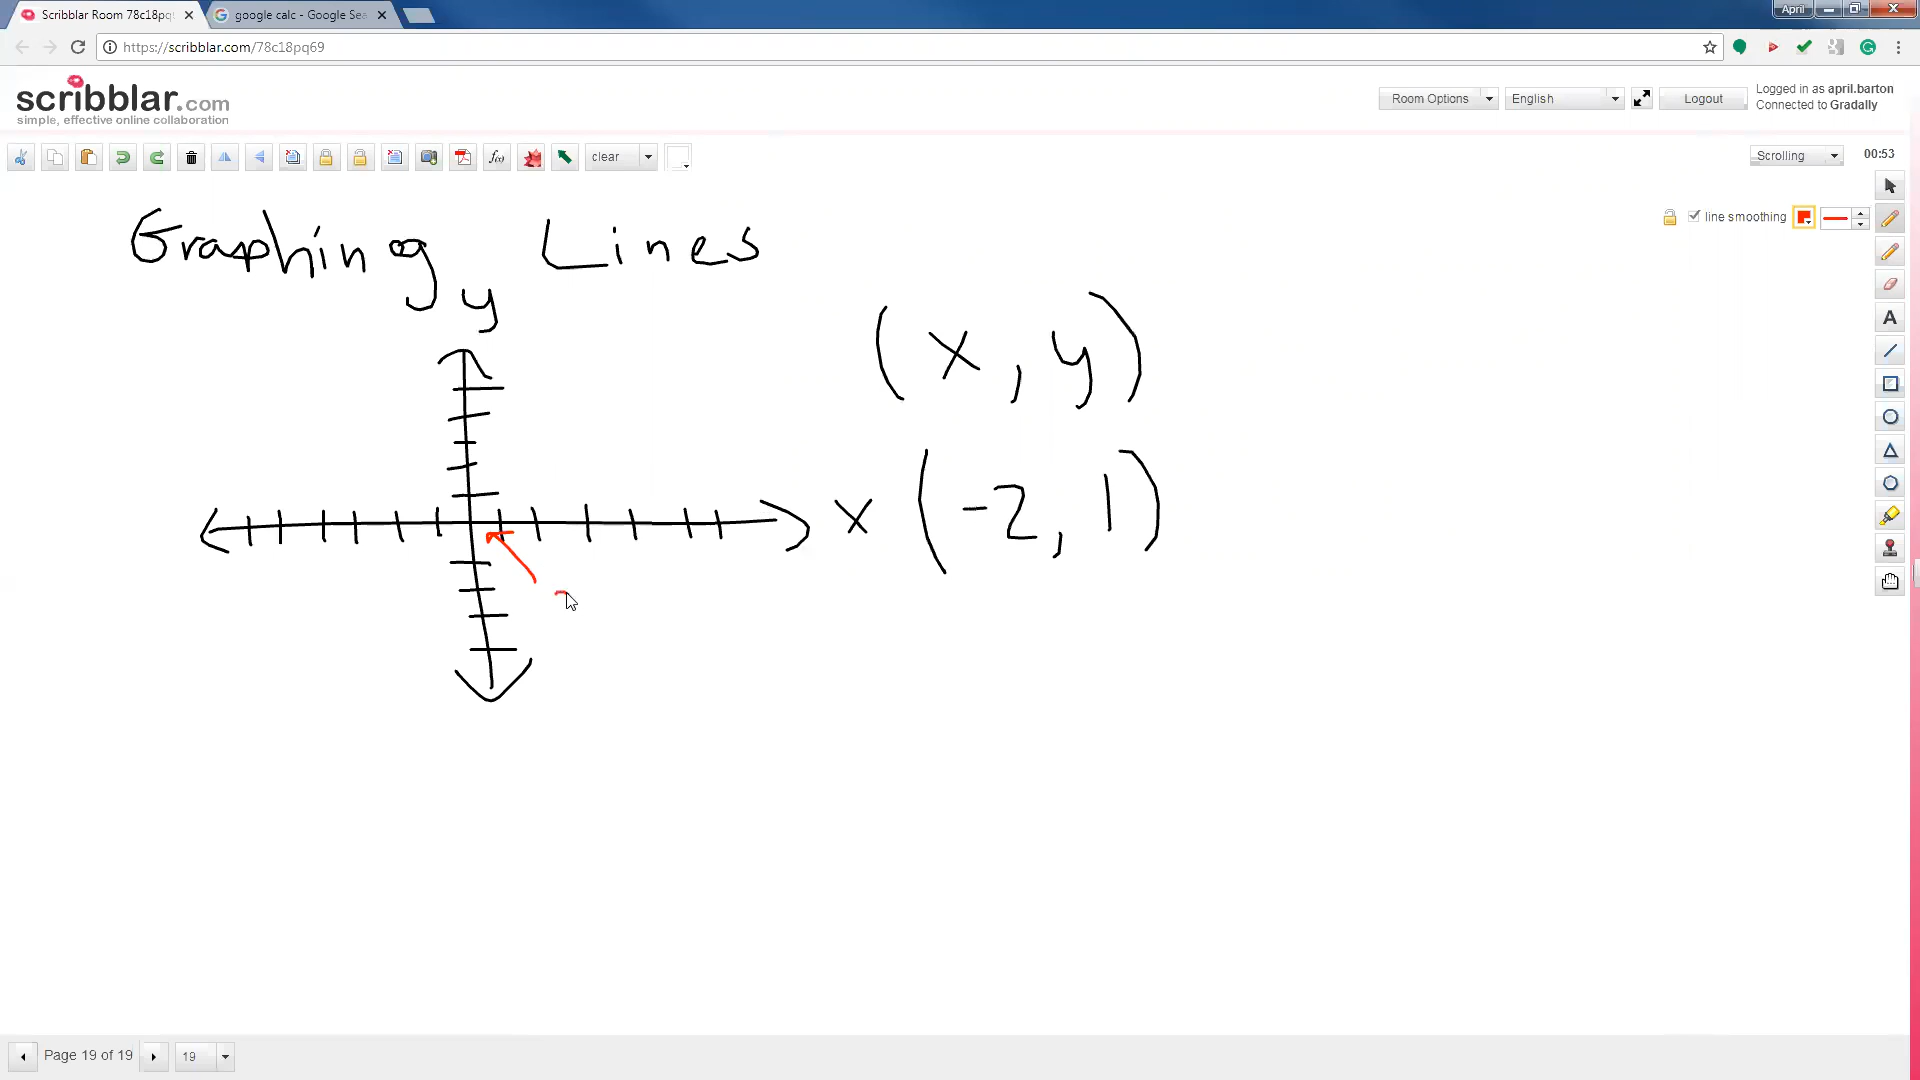 Scribblar Room 78c18pq
google calc - Google Sea
April
https://scribblar.com/78c18pq69
scribblar.com
simple, effective online collaboration
Room Options
English
Logout
Logged in as april.barton
Connected to Gradally
f(x)
clear
Scrolling
00:53
line smoothing
A
Graphing Lines
y
(x, y)
x
(-2, 1)
Page 19 of 19
19